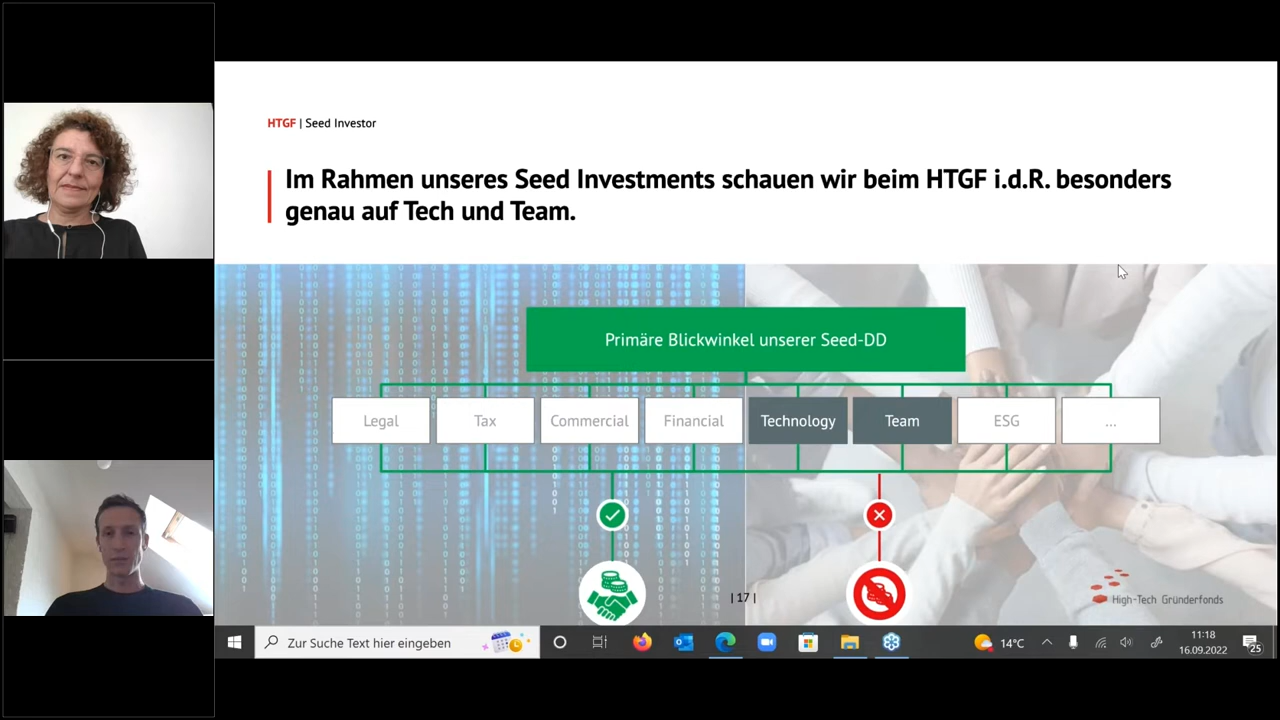 HTGF | Seed Investor
Im Rahmen unseres Seed Investments schauen wir beim HTGF i.d.R. besonders
genau auf Tech und Team.
Primäre Blickwinkel unserer Seed-DD
Legal
Tax
Commercial
Financial
Technology
Team
ESG
...
| 17 |
High-Tech Gründerfonds
Zur Suche Text hier eingeben
14°C
11:18
16.09.2022
25